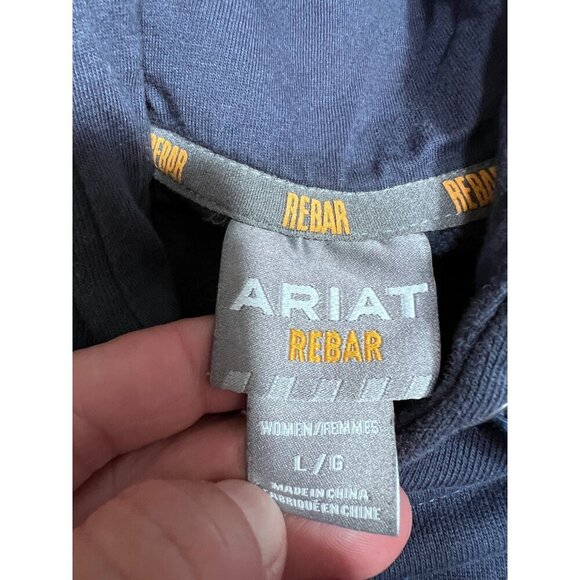 REBAR REBAR REBAR
ARIAT
REBAR
WOMEN/FEMMES
L/G
MADE IN CHINA
FABRIQUÉ EN CHINE